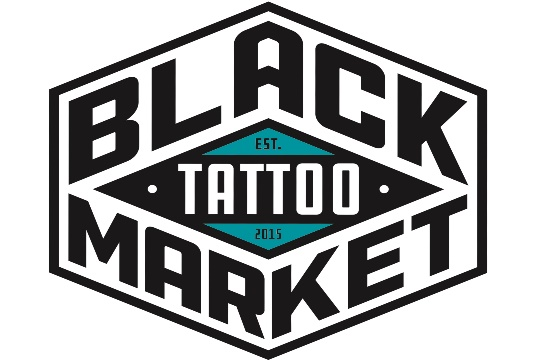 BLACK
EST.
TATTOO
2015
MARKET